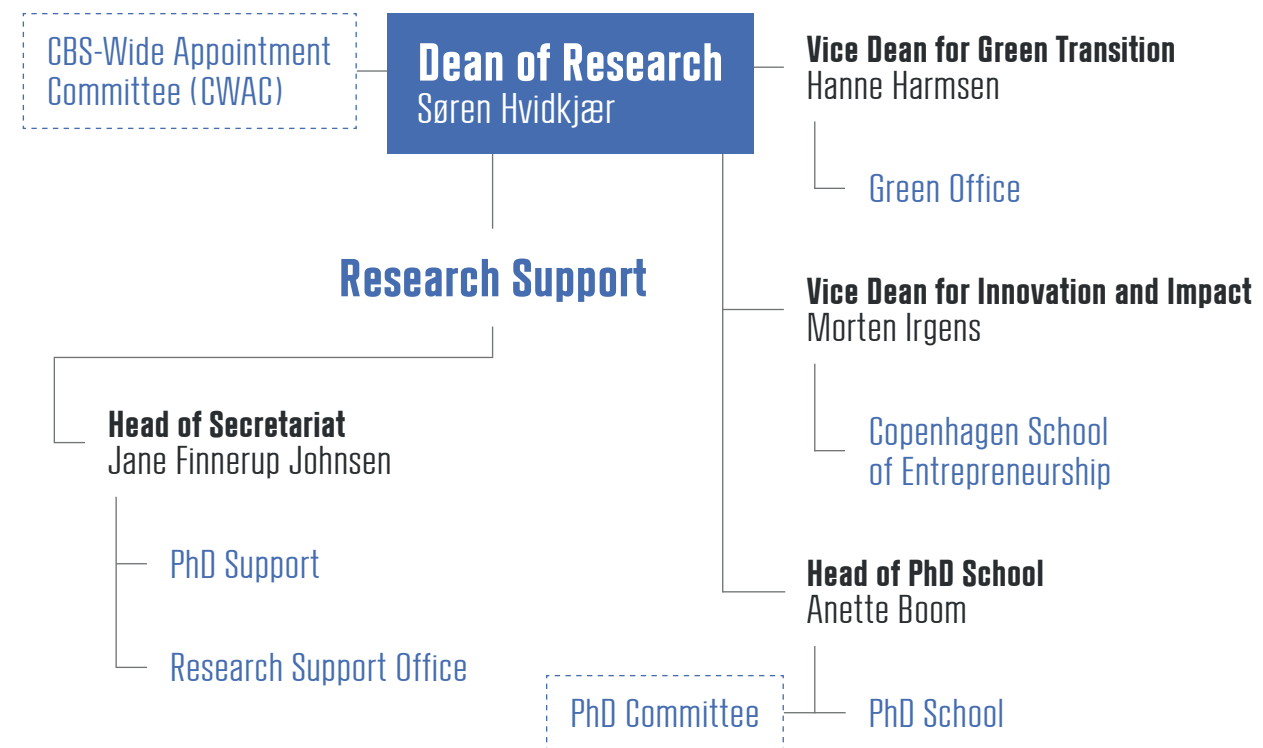 CBS-Wide Appointment
Committee (CWAC)
Dean of Research
Søren Hvidkjær
Vice Dean for Green Transition
Hanne Harmsen
Green Office
Research Support
Vice Dean for Innovation and Impact
Morten Irgens
Copenhagen School
of Entrepreneurship
Head of Secretariat
Jane Finnerup Johnsen
PhD Support
Research Support Office
Head of PhD School
Anette Boom
PhD Committee
PhD School